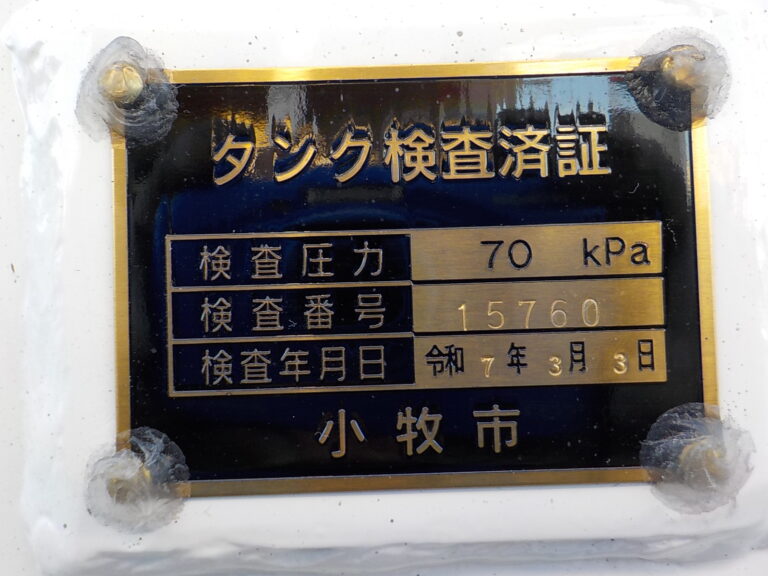 タンク検査済証
検査圧力 70 kPa
検査番号 15760
検査年月日 令和 7 年 3 月 3 日
小牧市